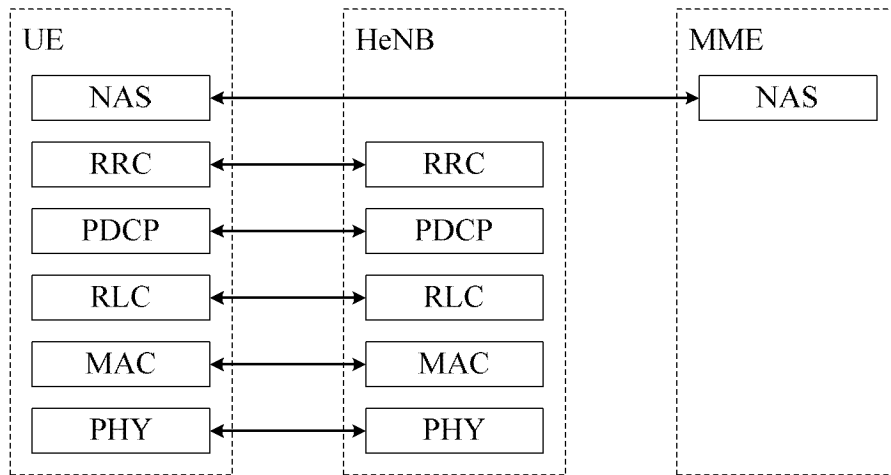 UE HeNB MME
NAS NAS
RRC RRC
PDCP PDCP
RLC RLC
MAC MAC
PHY PHY